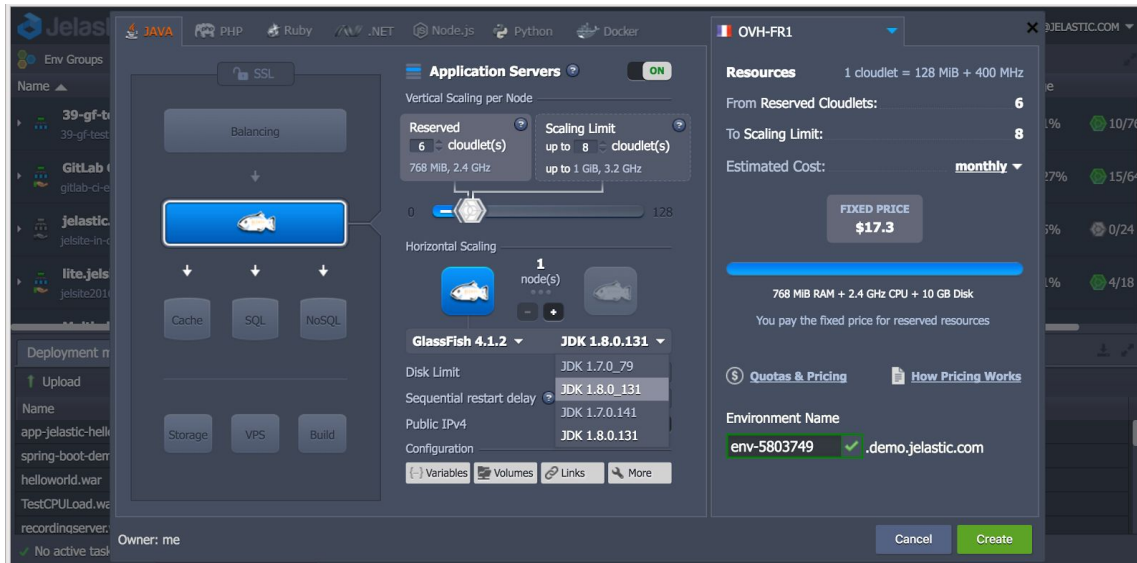 Jelas
@JELASTIC.COM
JAVA PHP Ruby .NET Node.js Python Docker
OVH-FR1
Env Groups
Name
39-gf-t
39-gf-test
10/76
GitLab
gitlab-ci-e
27%
15/64
jelastic.
jelsite-in-
0/24
lite.jels
jelsite201
4/18
Deployment m
Upload
Name
app-jelastic-hell
spring-boot-dem
helloworld.war
TestCPULoad.wa
recordingserver.
No active task
SSL
Balancing
Cache
SQL
NoSQL
Storage
VPS
Build
Application Servers
ON
Vertical Scaling per Node
Reserved
6 cloudlet(s)
768 MiB, 2.4 GHz
Scaling Limit
up to 8 cloudlet(s)
up to 1 GiB, 3.2 GHz
0
128
Horizontal Scaling
1
node(s)
GlassFish 4.1.2
JDK 1.8.0.131
JDK 1.7.0_79
JDK 1.8.0_131
JDK 1.7.0.141
JDK 1.8.0.131
Disk Limit
Sequential restart delay
Public IPv4
Configuration
Variables
Volumes
Links
More
Resources
1 cloudlet = 128 MiB + 400 MHz
From Reserved Cloudlets:
6
To Scaling Limit:
8
Estimated Cost:
monthly
FIXED PRICE
$17.3
768 MiB RAM + 2.4 GHz CPU + 10 GB Disk
You pay the fixed price for reserved resources
Quotas & Pricing
How Pricing Works
Environment Name
env-5803749
.demo.jelastic.com
Owner: me
Cancel
Create